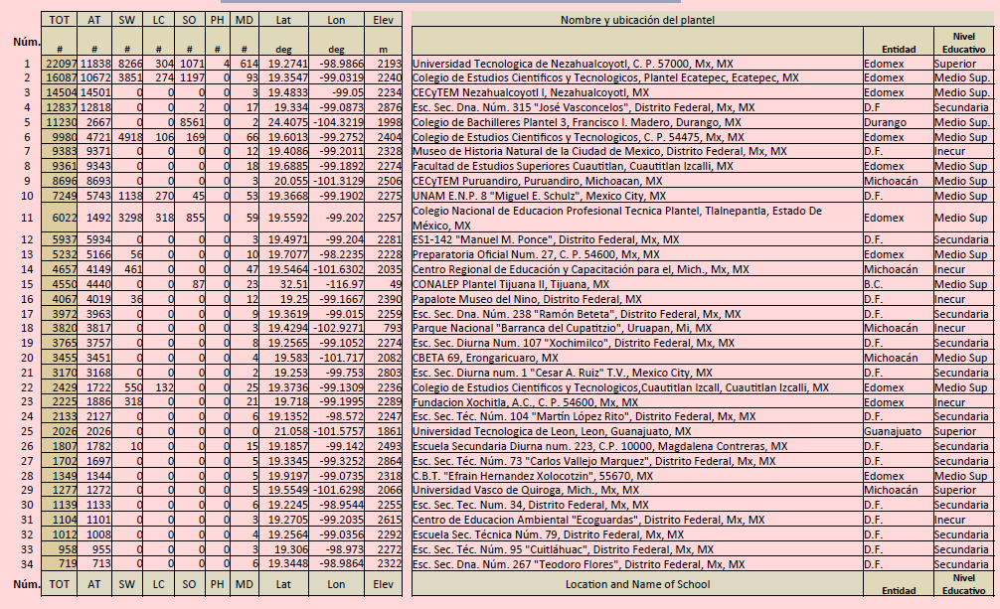 TOT AT SW LC SO PH MD Lat Lon Elev Nombre y ubicación del plantel
Núm. # # # # # # # deg deg m Entidad Nivel Educativo
1 22097 11838 8266 304 1071 4 614 19.2741 -98.9866 2193 Universidad Tecnologica de Nezahualcoyotl, C. P. 57000, Mx, MX Edomex Superior
2 16087 10672 3851 274 1197 0 93 19.3547 -99.0319 2240 Colegio de Estudios Cientificos y Tecnologicos, Plantel Ecatepec, Ecatepec, MX Edomex Medio Sup.
3 14504 14501 0 0 0 0 3 19.4833 -99.05 2234 CECyTEM Nezahualcoyotl I, Nezahualcoyotl, MX Edomex Medio Sup.
4 12837 12818 0 0 2 0 17 19.334 -99.0873 2876 Esc. Sec. Dna. Núm. 315 "José Vasconcelos", Distrito Federal, Mx, MX D.F Secundaria
5 11230 2667 0 0 8561 0 2 24.4075 -104.3219 1998 Colegio de Bachilleres Plantel 3, Francisco I. Madero, Durango, MX Durango Medio Sup.
6 9980 4721 4918 106 169 0 66 19.6013 -99.2752 2404 Colegio de Estudios Cientificos y Tecnologicos, C. P. 54475, Mx, MX Edomex Medio Sup
7 9383 9371 0 0 0 0 12 19.4086 -99.2011 2328 Museo de Historia Natural de la Ciudad de Mexico, Distrito Federal, Mx, MX D.F. Inecur
8 9361 9343 0 0 0 0 18 19.6885 -99.1892 2274 Facultad de Estudios Superiores Cuautitlan, Cuautitlan Izcalli, MX Edomex Medio Sup
9 8696 8693 0 0 0 0 3 20.055 -101.3129 2506 CECyTEM Puruandiro, Puruandiro, Michoacan, MX Michoacán Medio Sup
10 7249 5743 1138 270 45 0 53 19.3668 -99.1902 2275 UNAM E.N.P. 8 "Miguel E. Schulz", Mexico City, MX D.F. Medio Sup
11 6022 1492 3298 318 855 0 59 19.5592 -99.202 2257 Colegio Nacional de Educacion Profesional Tecnica Plantel, Tlalnepantla, Estado De México, MX Edomex Medio Sup
12 5937 5934 0 0 0 0 3 19.4971 -99.204 2281 ES1-142 "Manuel M. Ponce", Distrito Federal, Mx, MX D.F. Secundaria
13 5232 5166 56 0 0 0 10 19.7077 -98.2235 2228 Preparatoria Oficial Num. 27, C. P. 54600, Mx, MX Edomex Medio Sup
14 4657 4149 461 0 0 0 47 19.5464 -101.6302 2035 Centro Regional de Educación y Capacitación para el, Mich., Mx, MX Michoacán Inecur
15 4550 4440 0 0 87 0 23 32.51 -116.97 49 CONALEP Plantel Tijuana II, Tijuana, MX B.C. Medio Sup
16 4067 4019 36 0 0 0 12 19.25 -99.1667 2390 Papalote Museo del Nino, Distrito Federal, MX D.F. Inecur
17 3972 3963 0 0 0 0 9 19.3619 -99.015 2259 Esc. Sec. Dna. Núm. 238 "Ramón Beteta", Distrito Federal, Mx, MX D.F. Secundaria
18 3820 3817 0 0 0 0 3 19.4294 -102.9271 793 Parque Nacional "Barranca del Cupatitzio", Uruapan, Mi, MX Michoacán Inecur
19 3765 3757 0 0 0 0 8 19.2565 -99.1052 2274 Esc. Sec. Diurna Num. 107 "Xochimilco", Distrito Federal, Mx, MX D.F. Secundaria
20 3455 3451 0 0 0 0 4 19.583 -101.717 2082 CBETA 69, Erongaricuaro, MX Michoacán Medio Sup
21 3170 3168 0 0 0 0 2 19.253 -99.753 2803 Esc. Sec. Diurna num. 1 "Cesar A. Ruiz" T.V., Mexico City, MX D.F. Secundaria
22 2429 1722 550 132 0 0 25 19.3736 -99.1309 2236 Colegio de Estudios Cientificos y Tecnologicos,Cuautitlan Izcall, Cuautitlan Izcalli, MX Edomex Medio Sup
23 2225 1886 318 0 0 0 21 19.718 -99.1995 2289 Fundacion Xochitla, A.C., C. P. 54600, Mx, MX Edomex Inecur
24 2133 2127 0 0 0 0 6 19.1352 -98.572 2247 Esc. Sec. Téc. Núm. 104 "Martín López Rito", Distrito Federal, Mx, MX D.F. Secundaria
25 2026 2026 0 0 0 0 0 21.058 -101.5757 1861 Universidad Tecnologica de Leon, Leon, Guanajuato, MX Guanajuato Superior
26 1807 1782 10 0 0 0 15 19.1857 -99.142 2493 Escuela Secundaria Diurna num. 223, C.P. 10000, Magdalena Contreras, MX D.F. Secundaria
27 1702 1697 0 0 0 0 5 19.3345 -99.3252 2864 Esc. Sec. Téc. Núm. 73 "Carlos Vallejo Marquez", Distrito Federal, MX D.F. Secundaria
28 1349 1344 0 0 0 0 5 19.9197 -99.0735 2318 C.B.T. "Efrain Hernandez Xolocotzin", 55670, MX Edomex Medio Sup
29 1277 1272 0 0 0 0 5 19.5549 -101.6298 2066 Universidad Vasco de Quiroga, Mich., Mx, MX Michoacán Superior
30 1139 1133 0 0 0 0 6 19.2245 -98.9544 2255 Esc. Sec. Tec. Num. 34, Distrito Federal, Mx, MX D.F. Secundaria
31 1104 1101 0 0 0 0 3 19.2705 -99.2035 2615 Centro de Educacion Ambiental "Ecoguardas", Distrito Federal, Mx, MX D.F. Inecur
32 1012 1008 0 0 0 0 4 19.2564 -99.0356 2292 Escuela Sec. Técnica Núm. 79, Distrito Federal, Mx, MX D.F. Secundaria
33 958 955 0 0 0 0 3 19.306 -98.973 2272 Esc. Sec. Téc. Núm. 95 "Cuitláhuac", Distrito Federal, Mx, MX D.F. Secundaria
34 719 713 0 0 0 0 6 19.3448 -98.9864 2322 Esc. Sec. Dna. Núm. 267 "Teodoro Flores", Distrito Federal, Mx, MX D.F. Secundaria
Núm. TOT AT SW LC SO PH MD Lat Lon Elev Location and Name of School Entidad Nivel Educativo